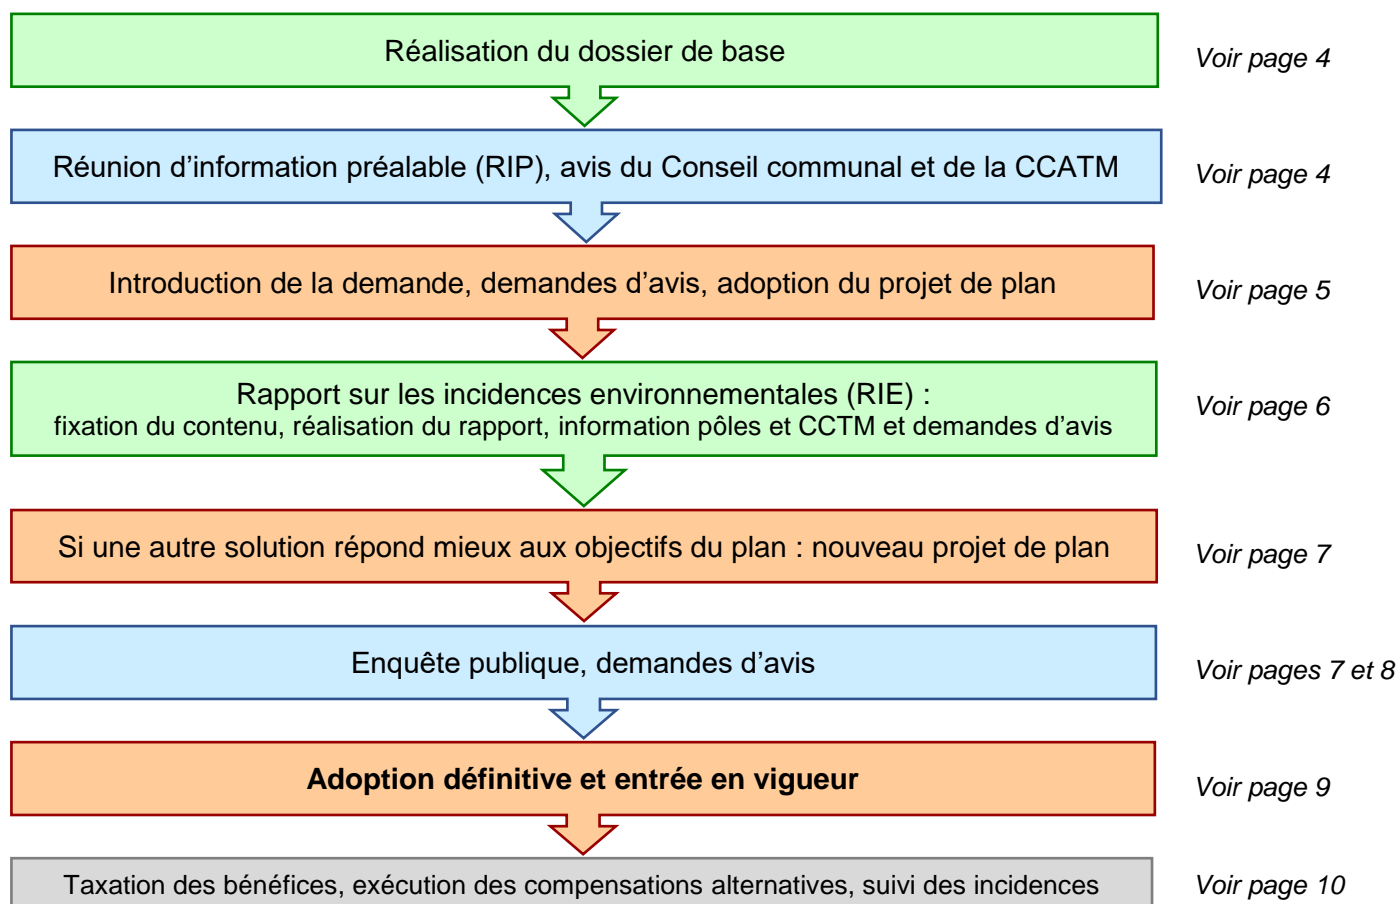 Réalisation du dossier de base
Voir page 4
Réunion d’information préalable (RIP), avis du Conseil communal et de la CCATM
Voir page 4
Introduction de la demande, demandes d’avis, adoption du projet de plan
Voir page 5
Rapport sur les incidences environnementales (RIE) :
fixation du contenu, réalisation du rapport, information pôles et CCTM et demandes d’avis
Voir page 6
Si une autre solution répond mieux aux objectifs du plan : nouveau projet de plan
Voir page 7
Enquête publique, demandes d’avis
Voir pages 7 et 8
Adoption définitive et entrée en vigueur
Voir page 9
Taxation des bénéfices, exécution des compensations alternatives, suivi des incidences
Voir page 10